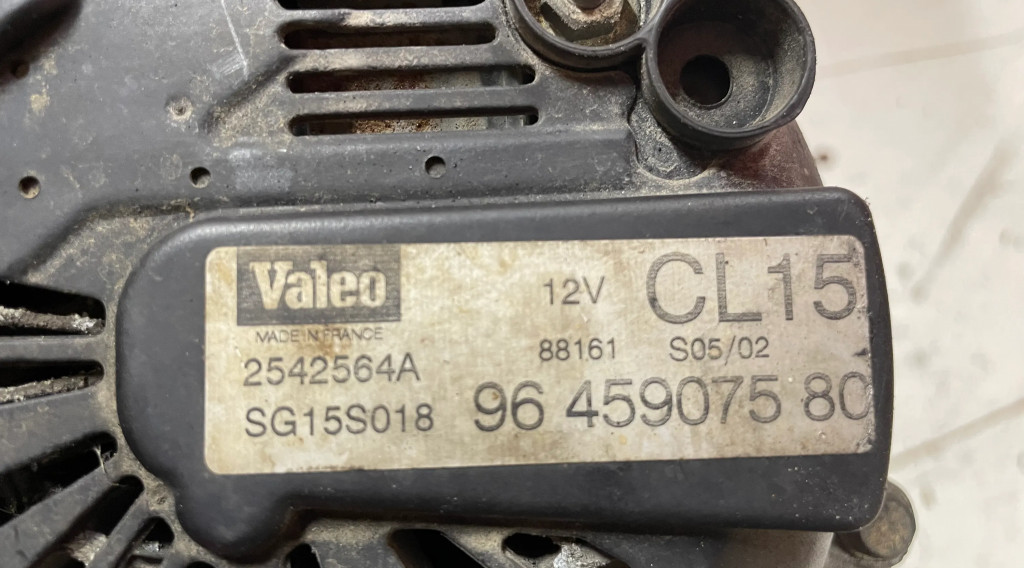 Valeo
MADE IN FRANCE
2542564A
SG15S018
12V CL15
88161 S05/02
96 459075 80